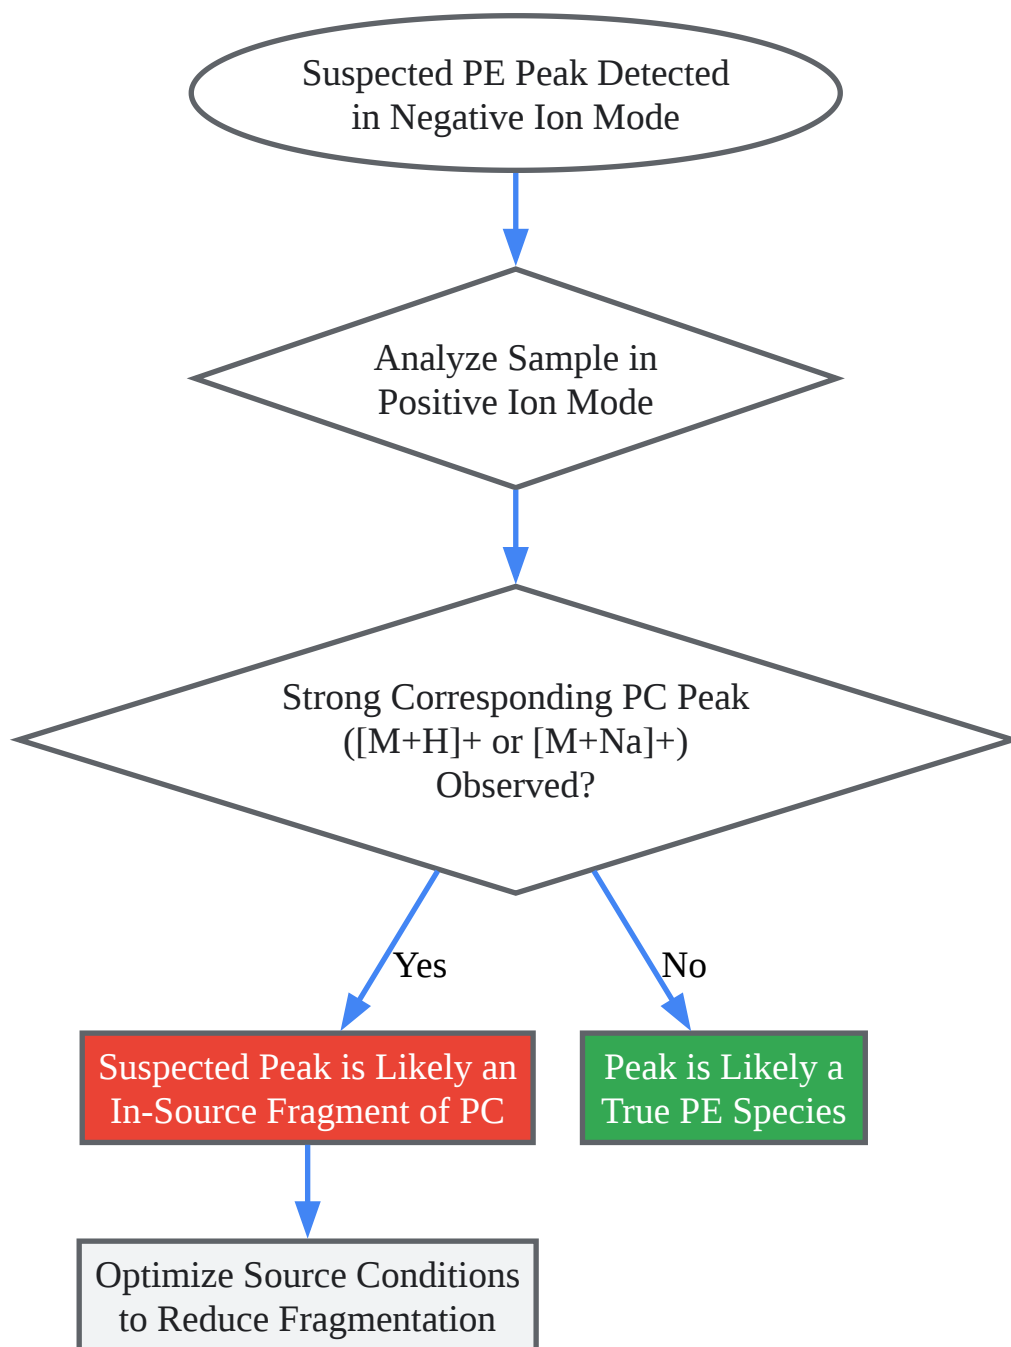 Suspected PE Peak Detected
in Negative Ion Mode
Analyze Sample in
Positive Ion Mode
Strong Corresponding PC Peak
([M+H]+ or [M+Na]+)
Observed?
Yes
No
Suspected Peak is Likely an
In-Source Fragment of PC
Peak is Likely a
True PE Species
Optimize Source Conditions
to Reduce Fragmentation